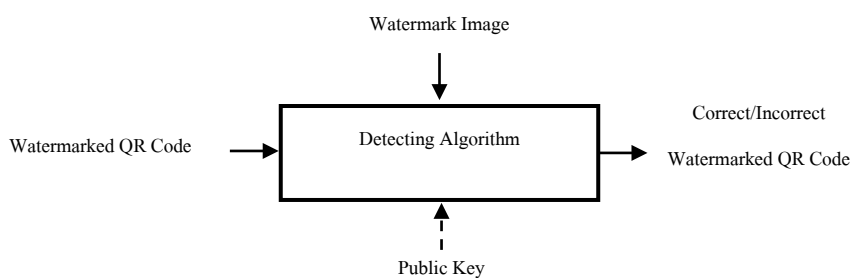 Watermark Image
Detecting Algorithm
Watermarked QR Code
Correct/Incorrect
Watermarked QR Code
Public Key